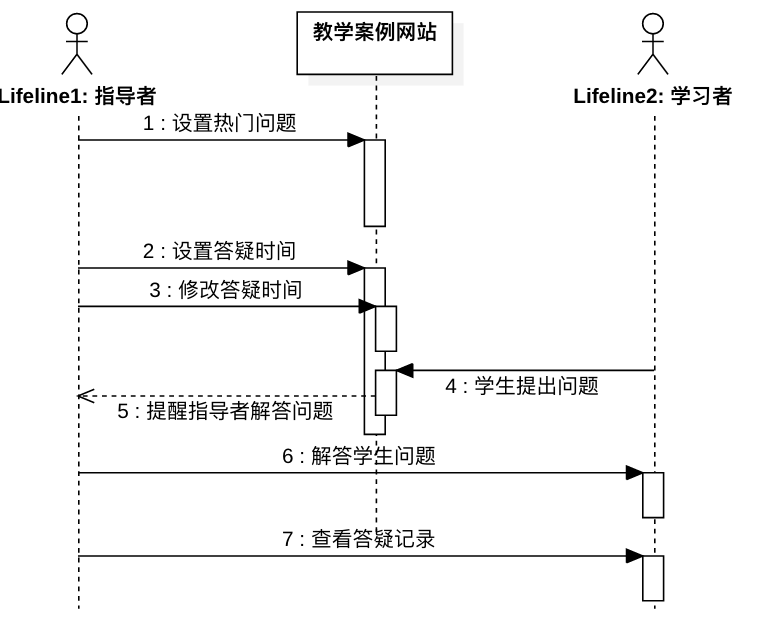 教学案例网站
Lifeline1: 指导者
Lifeline2: 学习者
1 : 设置热门问题
2 : 设置答疑时间
3 : 修改答疑时间
4 : 学生提出问题
5 : 提醒指导者解答问题
6 : 解答学生问题
7 : 查看答疑记录